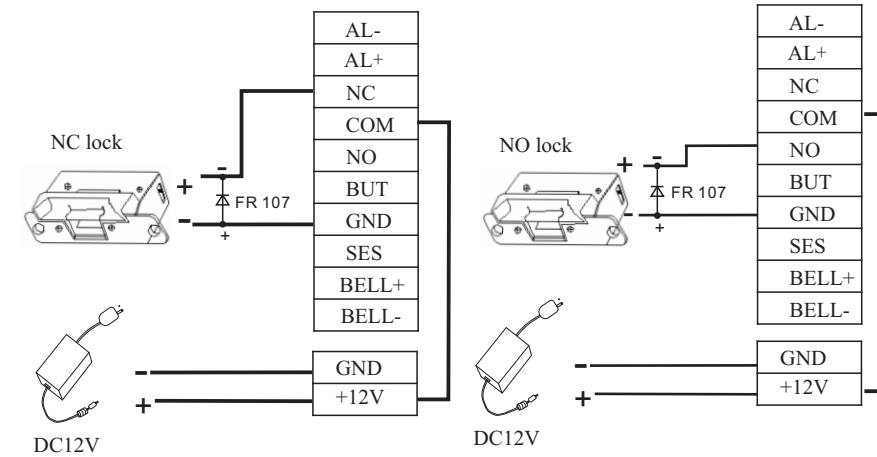 NC lock
+
-
-
FR 107
+
AL-
AL+
NC
COM
NO
BUT
GND
SES
BELL+
BELL-
DC12V
-
+
GND
+12V
NO lock
+
-
-
FR 107
+
AL-
AL+
NC
COM
NO
BUT
GND
SES
BELL+
BELL-
DC12V
-
+
GND
+12V